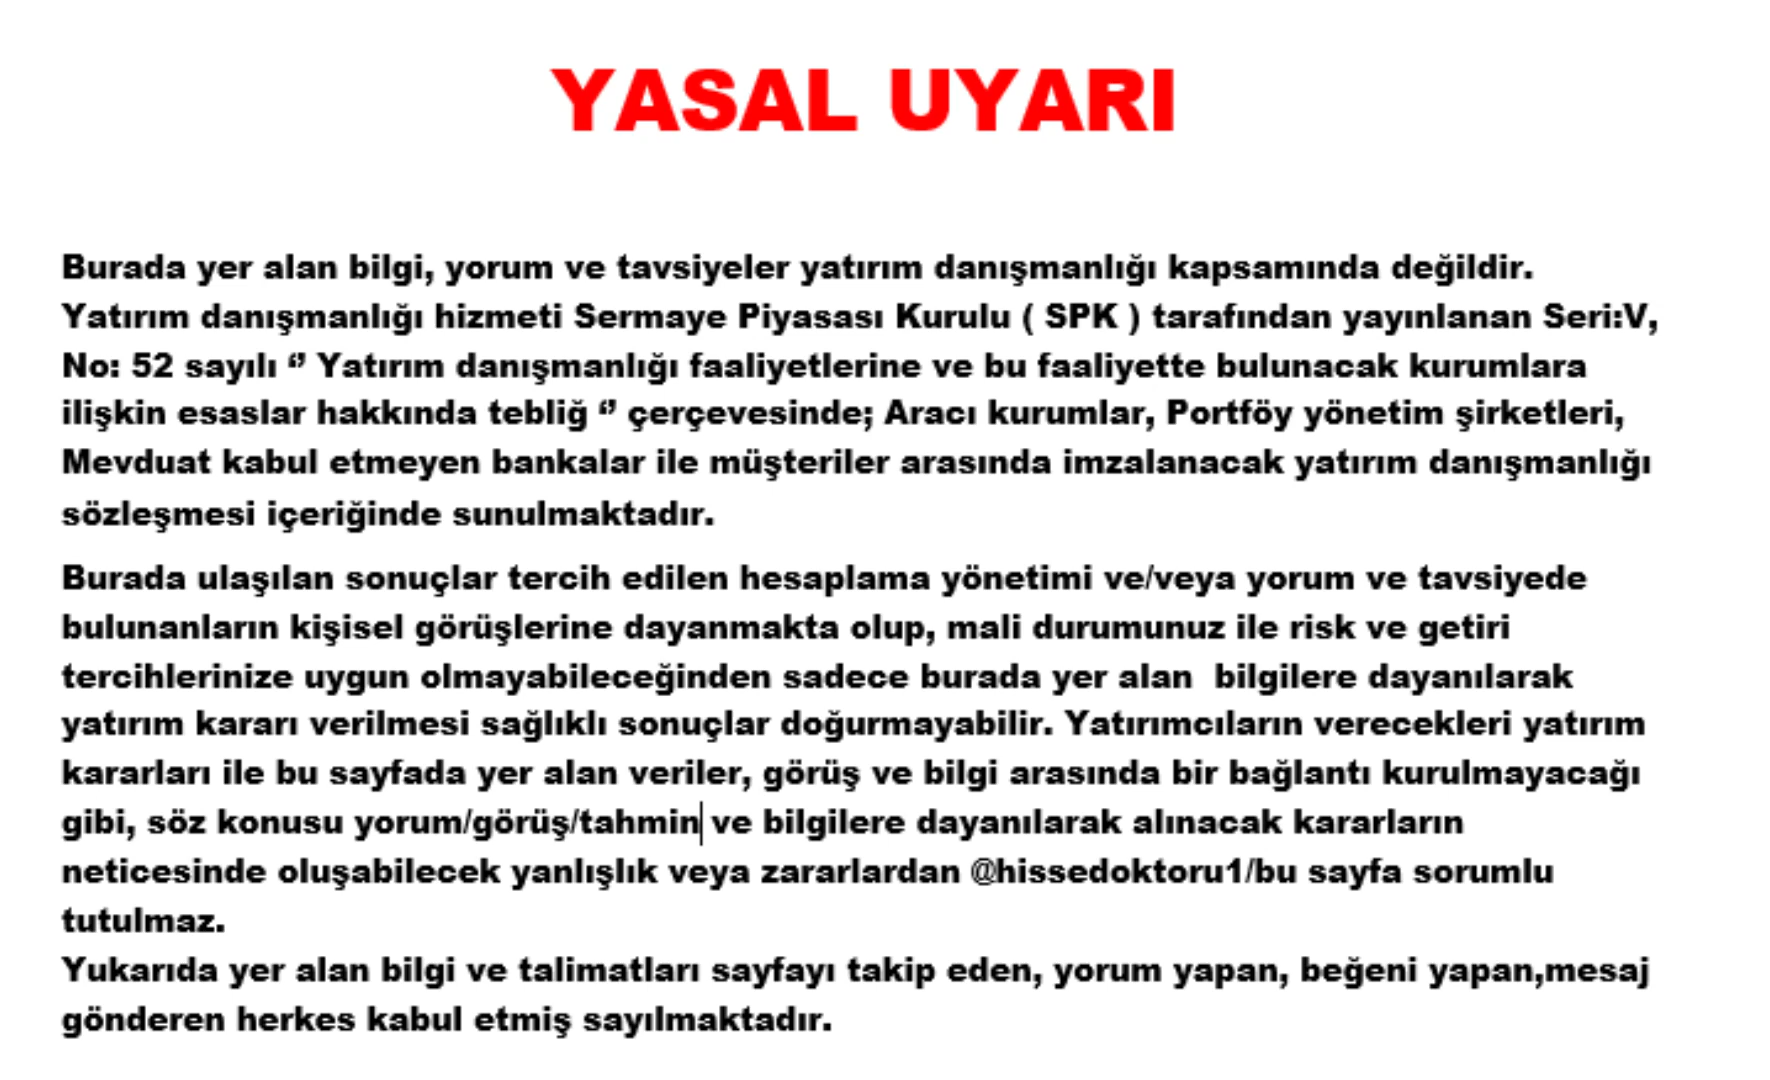 YASAL UYARI
Burada yer alan bilgi, yorum ve tavsiyeler yatırım danışmanlığı kapsamında değildir.
Yatırım danışmanlığı hizmeti Sermaye Piyasası Kurulu ( SPK ) tarafından yayınlanan Seri:V,
No: 52 sayılı ‘’ Yatırım danışmanlığı faaliyetlerine ve bu faaliyette bulunacak kurumlara
ilişkin esaslar hakkında tebliğ ‘’ çerçevesinde; Aracı kurumlar, Portföy yönetim şirketleri,
Mevduat kabul etmeyen bankalar ile müşteriler arasında imzalanacak yatırım danışmanlığı
sözleşmesi içeriğinde sunulmaktadır.
Burada ulaşılan sonuçlar tercih edilen hesaplama yönetimi ve/veya yorum ve tavsiyede
bulunanların kişisel görüşlerine dayanmakta olup, mali durumunuz ile risk ve getiri
tercihlerinize uygun olmayabileceğinden sadece burada yer alan  bilgilere dayanılarak
yatırım kararı verilmesi sağlıklı sonuçlar doğurmayabilir. Yatırımcıların verecekleri yatırım
kararları ile bu sayfada yer alan veriler, görüş ve bilgi arasında bir bağlantı kurulmayacağı
gibi, söz konusu yorum/görüş/tahmin ve bilgilere dayanılarak alınacak kararların
neticesinde oluşabilecek yanlışlık veya zararlardan @hissedoktoru1/bu sayfa sorumlu
tutulmaz.
Yukarıda yer alan bilgi ve talimatları sayfayı takip eden, yorum yapan, beğeni yapan,mesaj
gönderen herkes kabul etmiş sayılmaktadır.